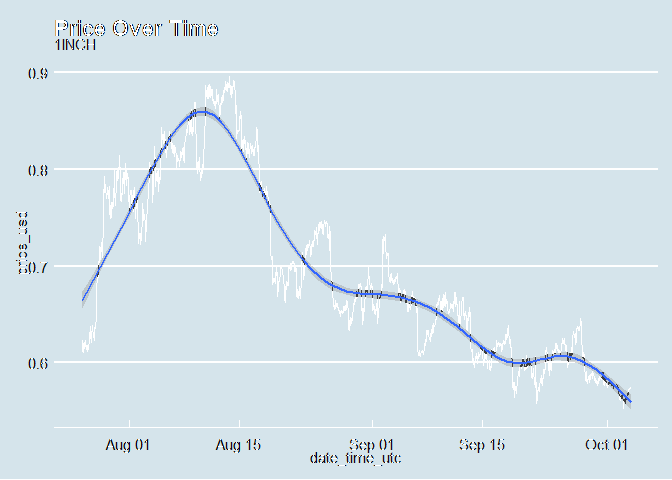 Price Over Time
1INCH
0.9
0.8
0.7
0.6
price_usd
Aug 01
Aug 15
Sep 01
Sep 15
Oct 01
date_time_utc